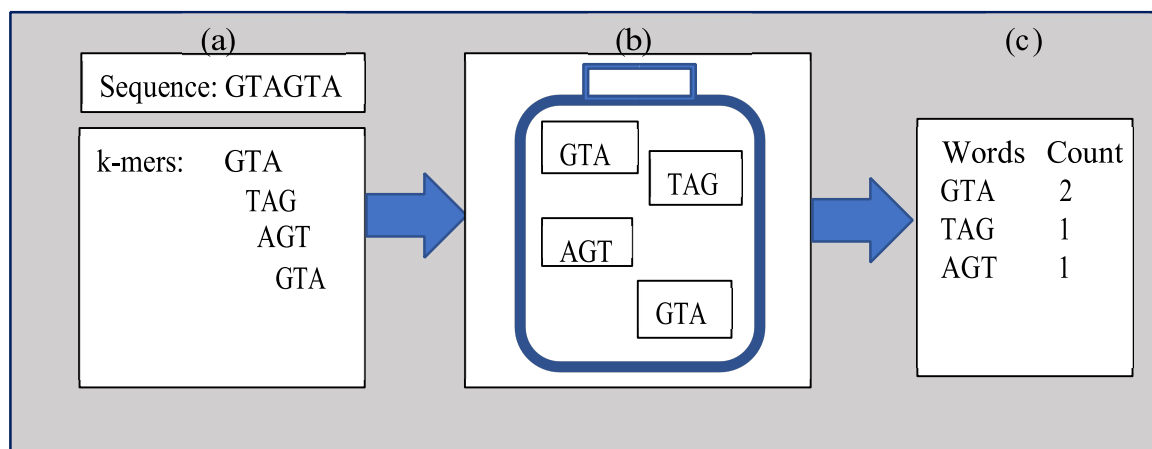 (a)
Sequence: GTAGTA
k-mers: GTA
TAG
AGT
GTA
(b)
GTA
TAG
AGT
GTA
(c)
Words Count
GTA 2
TAG 1
AGT 1